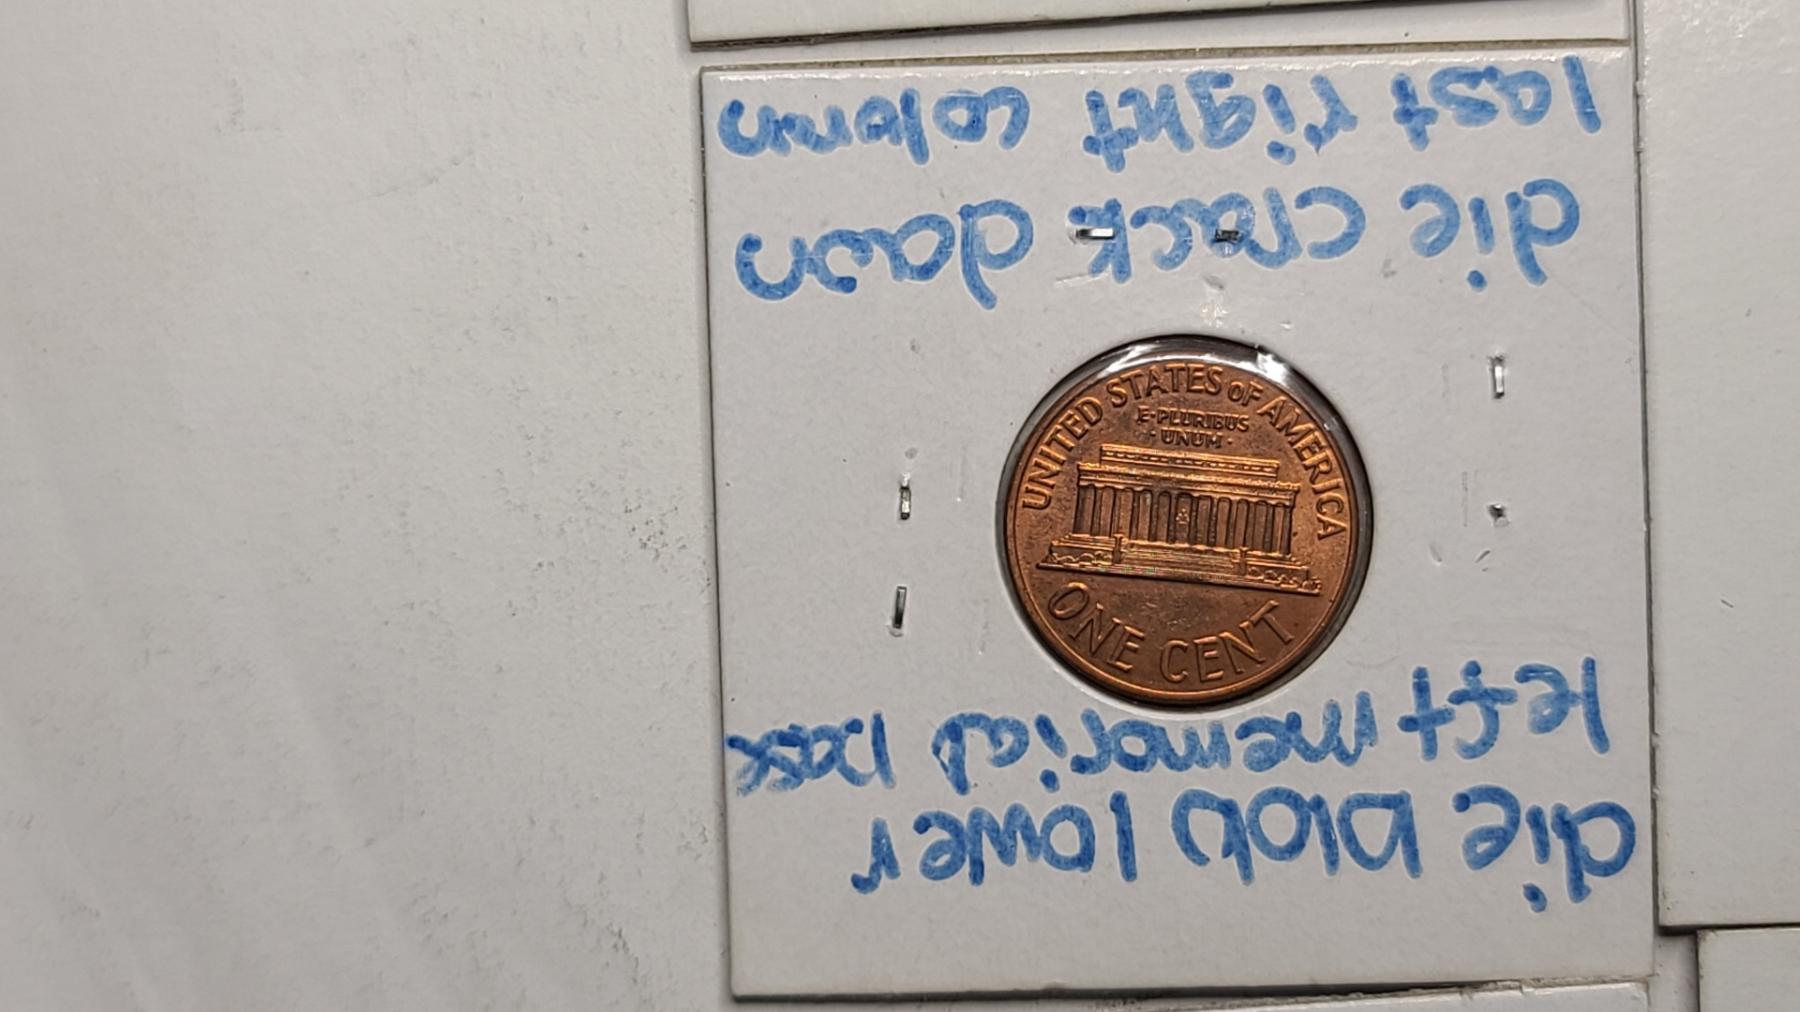 die blob lower
left memorial base
UNITED STATES OF AMERICA
E·PLURIBUS
·UNUM·
ONE CENT
die crack down
last right column